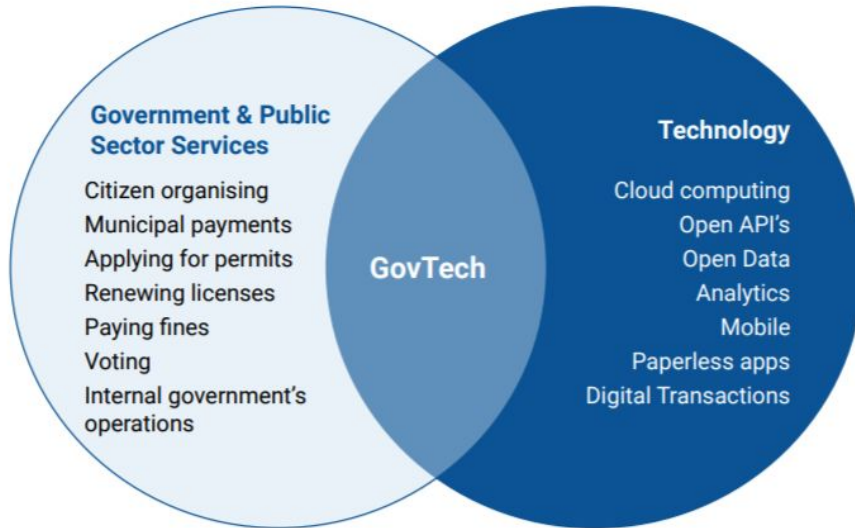 Government & Public
Sector Services
Citizen organising
Municipal payments
Applying for permits
Renewing licenses
Paying fines
Voting
Internal government’s
operations
GovTech
Technology
Cloud computing
Open API’s
Open Data
Analytics
Mobile
Paperless apps
Digital Transactions